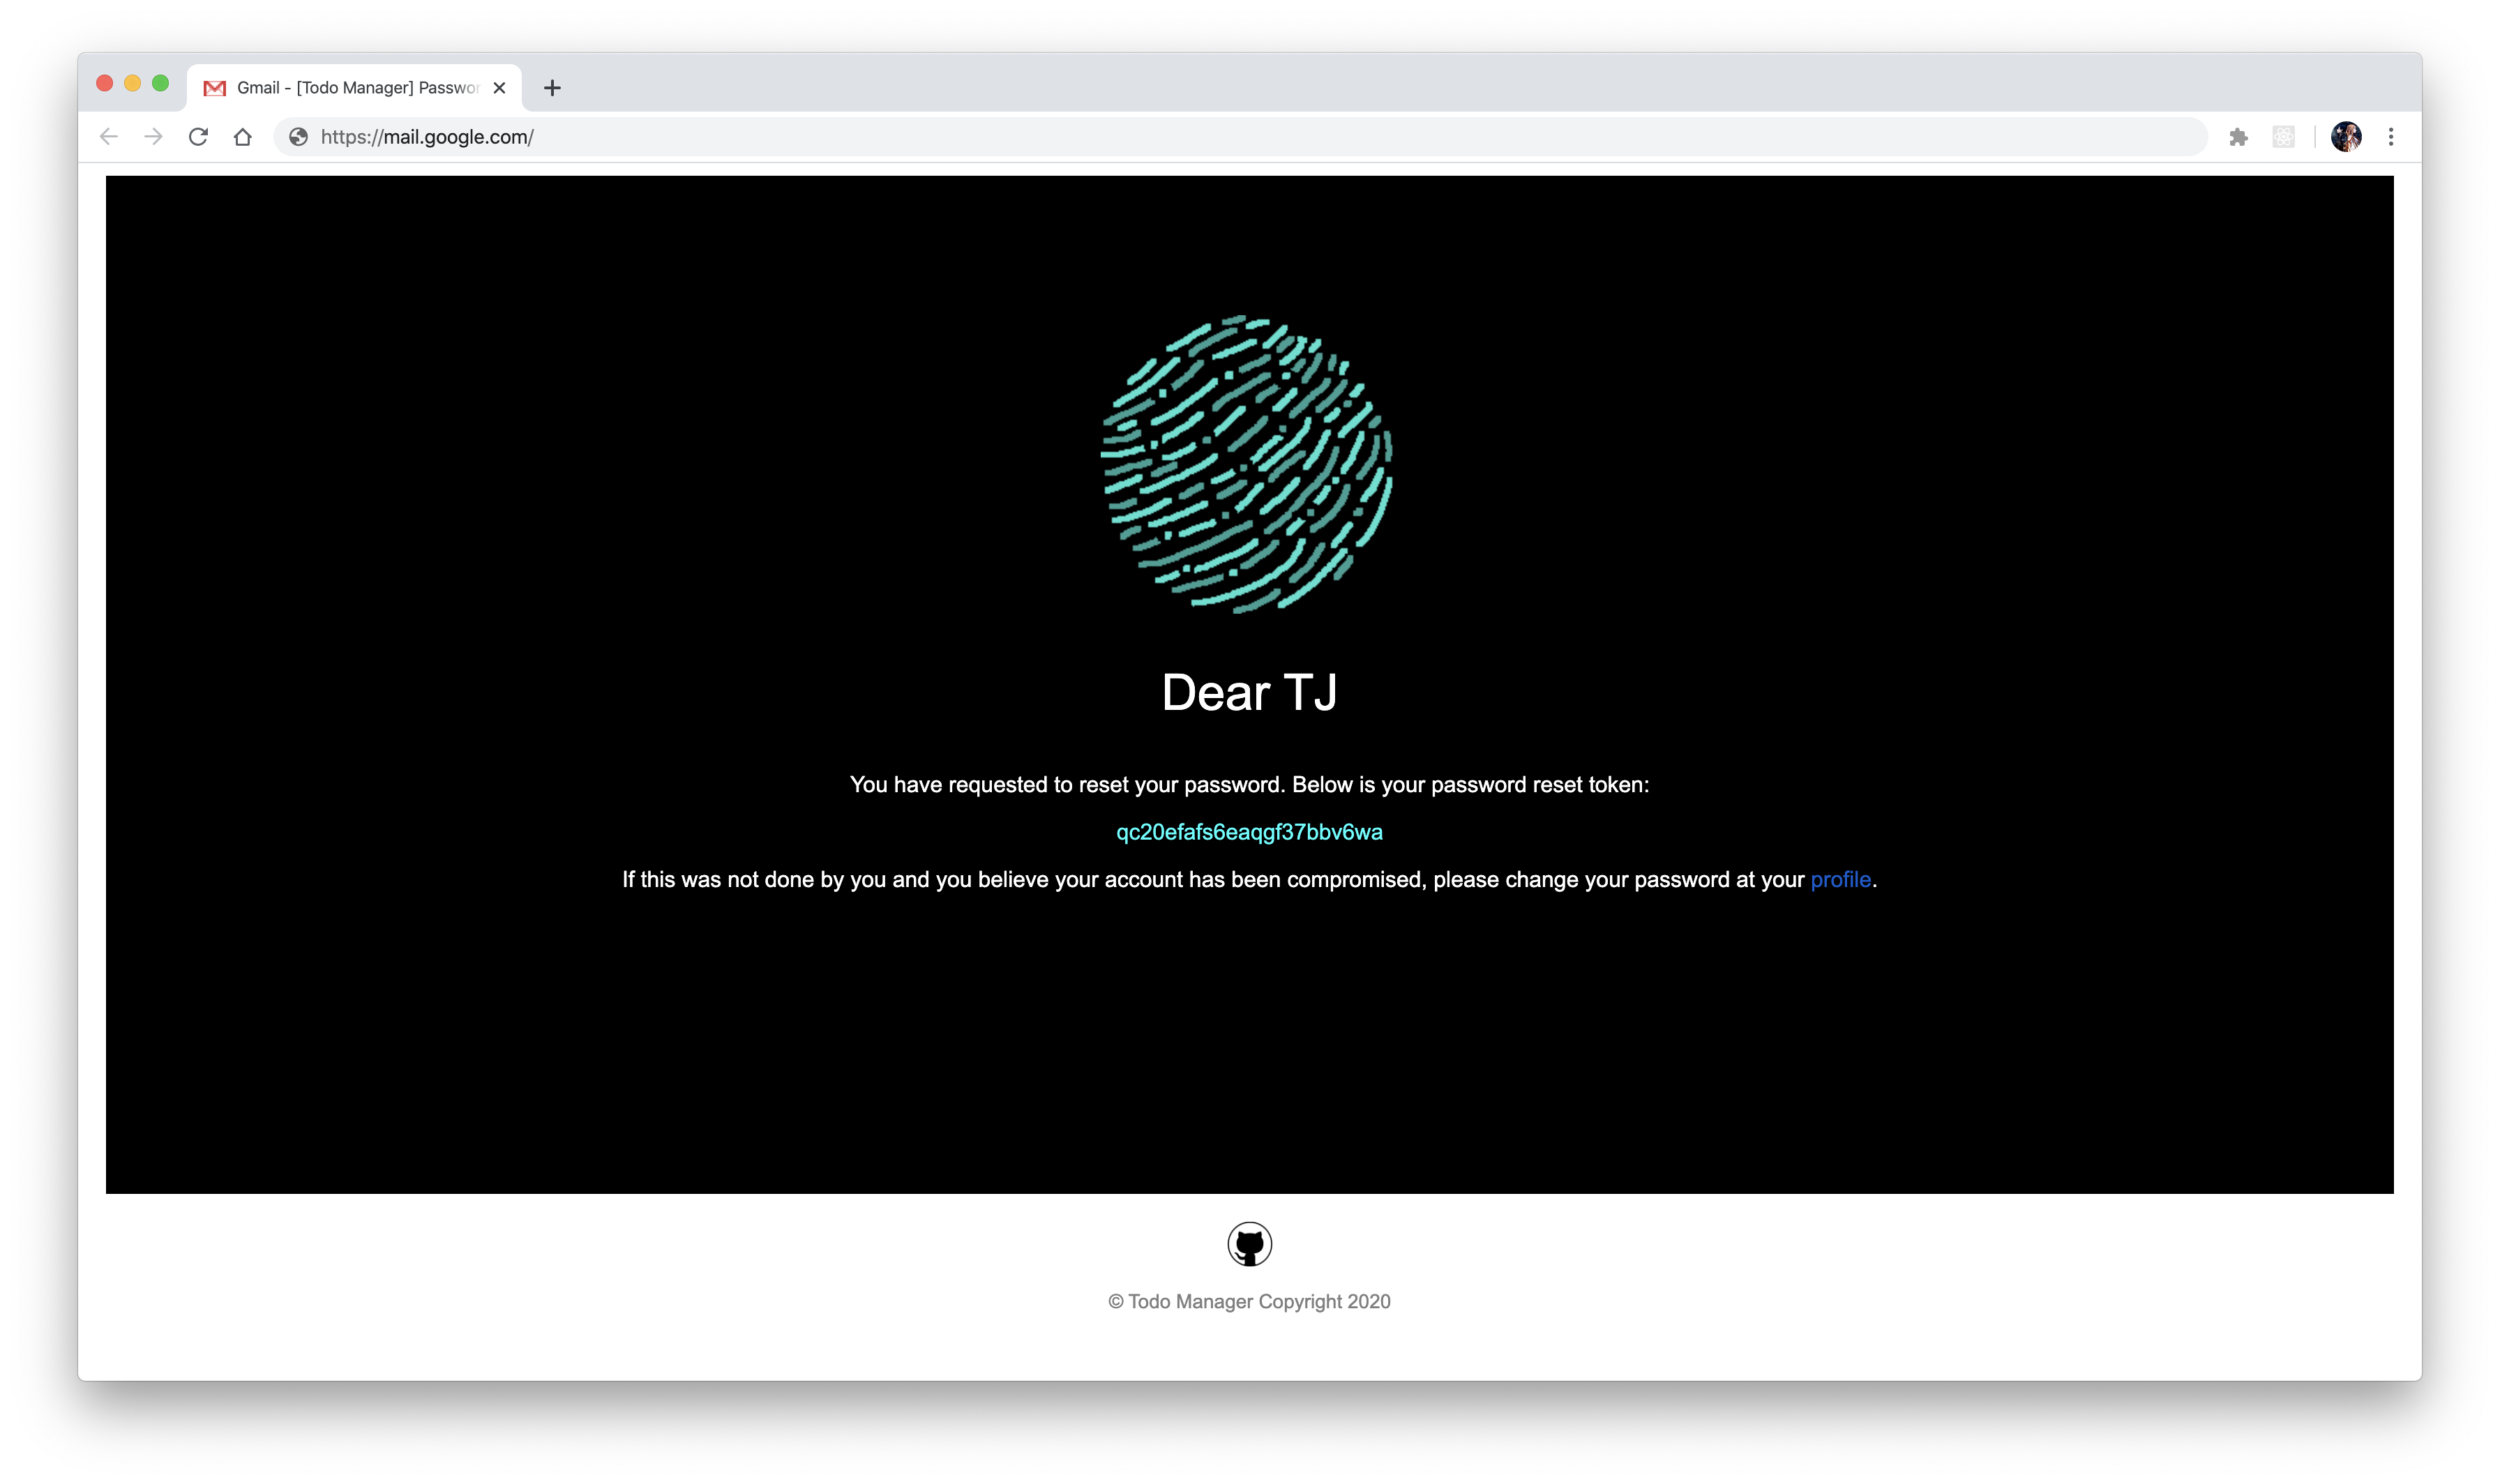 Gmail - [Todo Manager] Passwor
https://mail.google.com/
Dear TJ
You have requested to reset your password. Below is your password reset token:
qc20efafs6eaqgf37bbv6wa
If this was not done by you and you believe your account has been compromised, please change your password at your profile.
© Todo Manager Copyright 2020